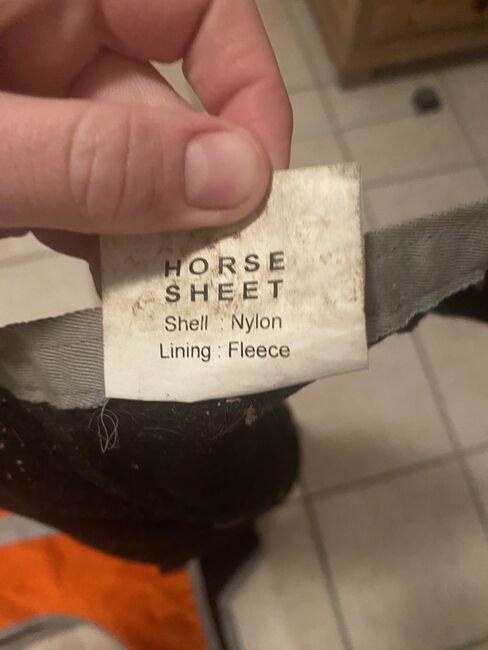 HORSE
SHEET
Shell : Nylon
Lining : Fleece